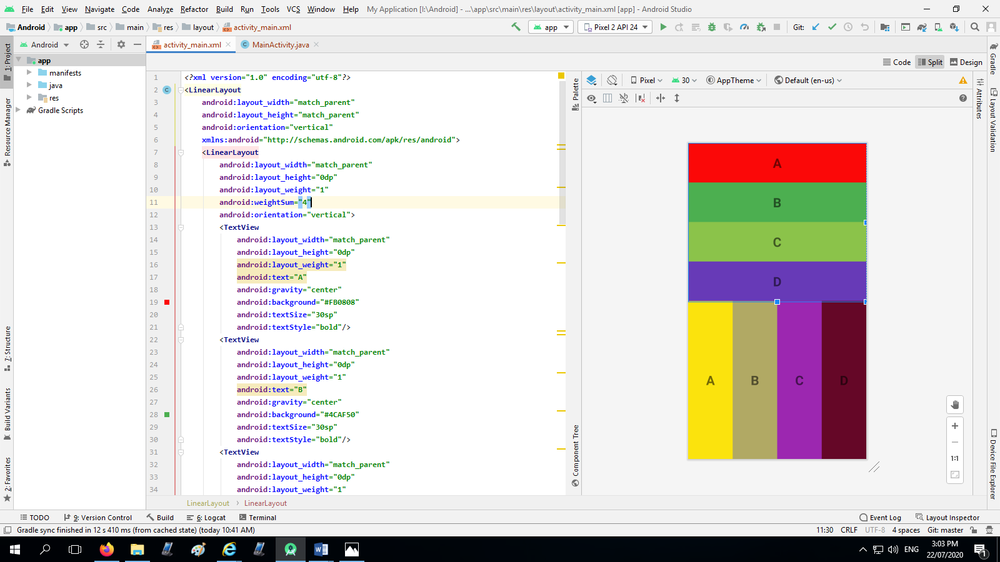 File Edit View Navigate Code Analyze Refactor Build Run Tools VCS Window Help My Application [I:\Android] - ...\app\src\main\res\layout\activity_main.xml [app] - Android Studio
Android app src main res layout activity_main.xml app Pixel 2 API 24 Git:
Android activity_main.xml MainActivity.java
Code Split Design
1: Project
Resource Manager
7: Structure
Build Variants
2: Favorites
app
manifests
java
res
Gradle Scripts
1 <?xml version="1.0" encoding="utf-8"?>
2 <LinearLayout
3 android:layout_width="match_parent"
4 android:layout_height="match_parent"
5 android:orientation="vertical"
6 xmlns:android="http://schemas.android.com/apk/res/android">
7 <LinearLayout
8 android:layout_width="match_parent"
9 android:layout_height="0dp"
10 android:layout_weight="1"
11 android:weightSum="4"
12 android:orientation="vertical">
13 <TextView
14 android:layout_width="match_parent"
15 android:layout_height="0dp"
16 android:layout_weight="1"
17 android:text="A"
18 android:gravity="center"
19 android:background="#FB0808"
20 android:textSize="30sp"
21 android:textStyle="bold"/>
22 <TextView
23 android:layout_width="match_parent"
24 android:layout_height="0dp"
25 android:layout_weight="1"
26 android:text="B"
27 android:gravity="center"
28 android:background="#4CAF50"
29 android:textSize="30sp"
30 android:textStyle="bold"/>
31 <TextView
32 android:layout_width="match_parent"
33 android:layout_height="0dp"
34 android:layout_weight="1"
LinearLayout LinearLayout
Palette
Component Tree
Pixel 30 AppTheme Default (en-us)
A
B
C
D
A B C D
1:1
Attributes
Gradle
Layout Validation
Device File Explorer
TODO 9: Version Control Build 6: Logcat Terminal Event Log Layout Inspector
Gradle sync finished in 12 s 410 ms (from cached state) (today 10:41 AM) 11:30 CRLF UTF-8 4 spaces Git: master
ENG 3:03 PM
22/07/2020
1